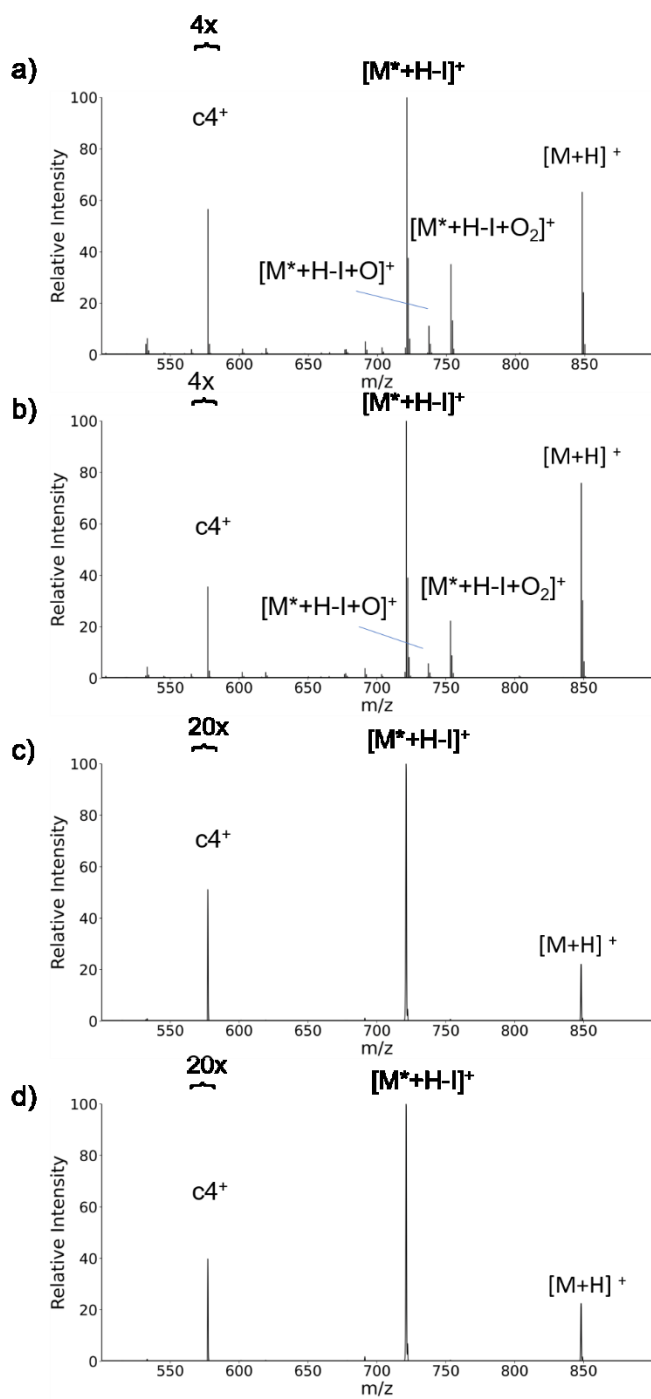 4x
a)
[M*+H-I]⁺
100
c4⁺
80
[M+H] ⁺
Relative Intensity
60
[M*+H-I+O₂]⁺
40
[M*+H-I+O]⁺
20
0
550 600 650 700 750 800 850
m/z
4x
b)
[M*+H-I]⁺
100
80
[M+H] ⁺
Relative Intensity
60
c4⁺
40
[M*+H-I+O]⁺ [M*+H-I+O₂]⁺
20
0
550 600 650 700 750 800 850
m/z
20x
c)
[M*+H-I]⁺
100
80
c4⁺
Relative Intensity
60
40
[M+H] ⁺
20
0
550 600 650 700 750 800 850
m/z
20x
d)
[M*+H-I]⁺
100
80
c4⁺
Relative Intensity
60
40
[M+H] ⁺
20
0
550 600 650 700 750 800 850
m/z